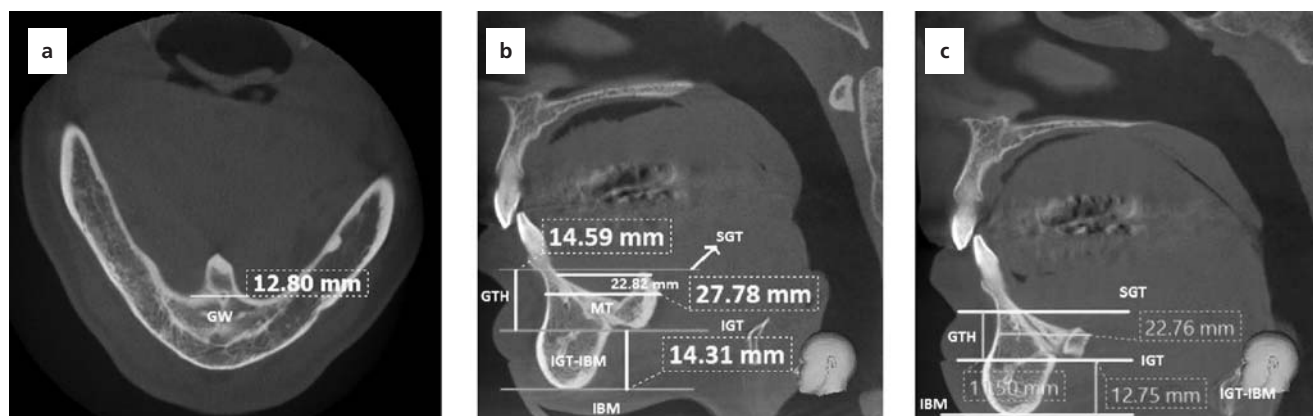 a
12.80 mm
GW
b
14.59 mm
SGT
22.82 mm
27.78 mm
GTH
MT
IGT
IGT-IBM
14.31 mm
IBM
c
SGT
22.76 mm
GTH
IGT
12.75 mm
IGT-IBM
IBM